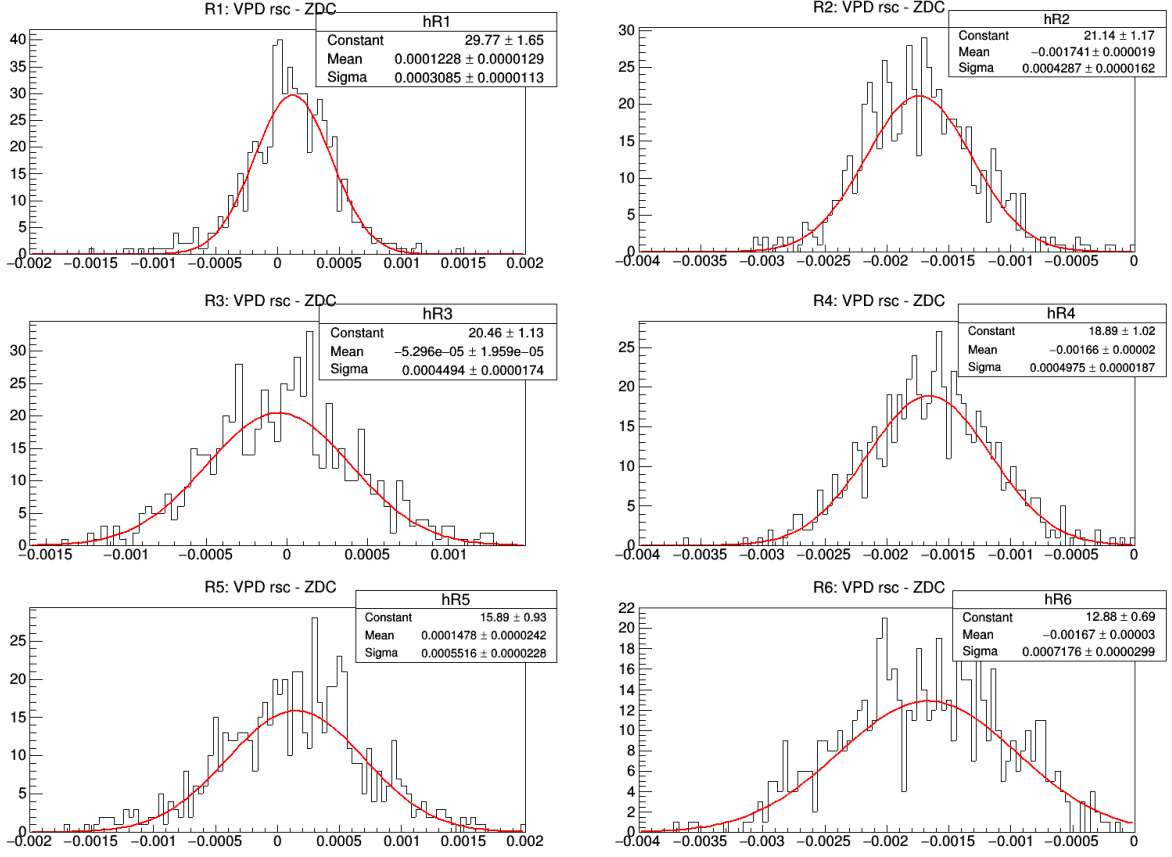 R1: VPD rsc - ZDC
hR1
Constant 29.77 ± 1.65
Mean 0.0001228 ± 0.0000129
Sigma 0.0003085 ± 0.0000113
40
35
30
25
20
15
10
5
0
−0.002 −0.0015 −0.001 −0.0005 0 0.0005 0.001 0.0015 0.002
R2: VPD rsc - ZDC
hR2
Constant 21.14 ± 1.17
Mean −0.001741 ± 0.000019
Sigma 0.0004287 ± 0.0000162
30
25
20
15
10
5
0
−0.004 −0.0035 −0.003 −0.0025 −0.002 −0.0015 −0.001 −0.0005 0
R3: VPD rsc - ZDC
hR3
Constant 20.46 ± 1.13
Mean −5.296e−05 ± 1.959e−05
Sigma 0.0004494 ± 0.0000174
30
25
20
15
10
5
0
−0.0015 −0.001 −0.0005 0 0.0005 0.001
R4: VPD rsc - ZDC
hR4
Constant 18.89 ± 1.02
Mean −0.00166 ± 0.00002
Sigma 0.0004975 ± 0.0000187
25
20
15
10
5
0
−0.004 −0.0035 −0.003 −0.0025 −0.002 −0.0015 −0.001 −0.0005 0
R5: VPD rsc - ZDC
hR5
Constant 15.89 ± 0.93
Mean 0.0001478 ± 0.0000242
Sigma 0.0005516 ± 0.0000228
25
20
15
10
5
0
−0.002 −0.0015 −0.001 −0.0005 0 0.0005 0.001 0.0015 0.002
R6: VPD rsc - ZDC
hR6
Constant 12.88 ± 0.69
Mean −0.00167 ± 0.00003
Sigma 0.0007176 ± 0.0000299
22
20
18
16
14
12
10
8
6
4
2
0
−0.004 −0.0035 −0.003 −0.0025 −0.002 −0.0015 −0.001 −0.0005 0